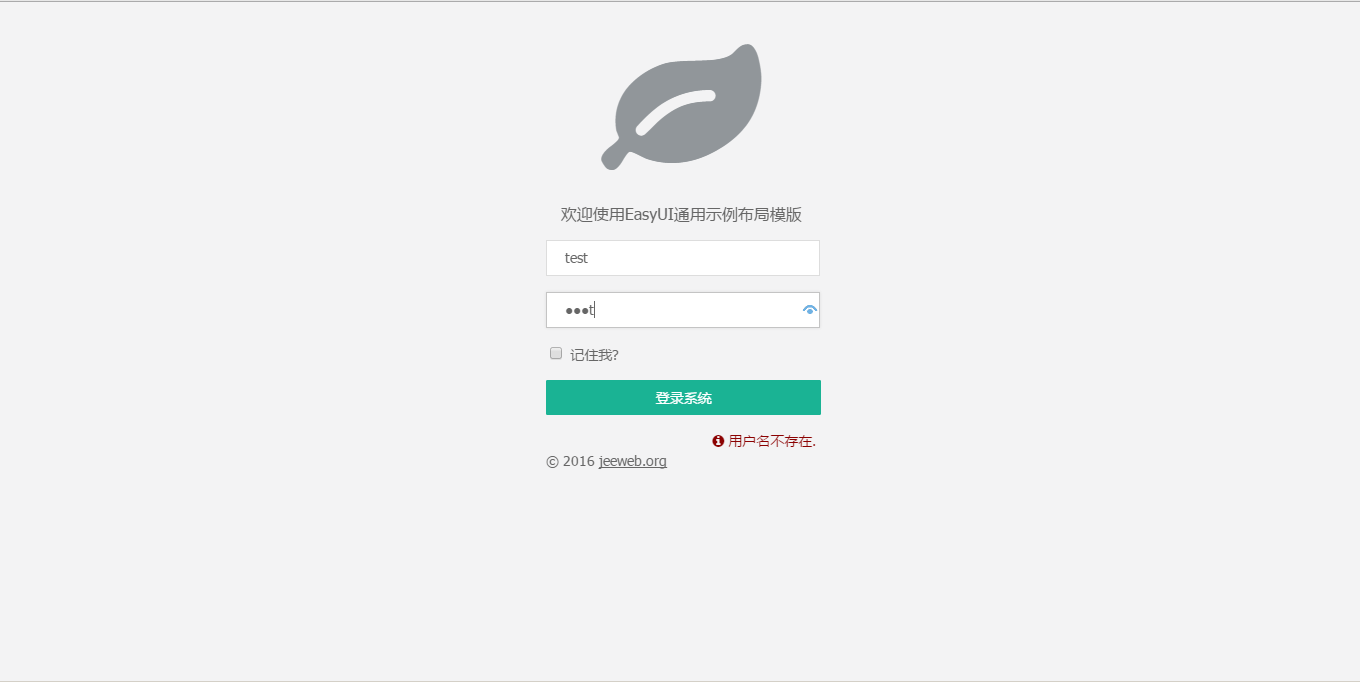 欢迎使用EasyUI通用示例布局模版
test
●●●t
记住我?
登录系统
用户名不存在.
© 2016 jeeweb.org